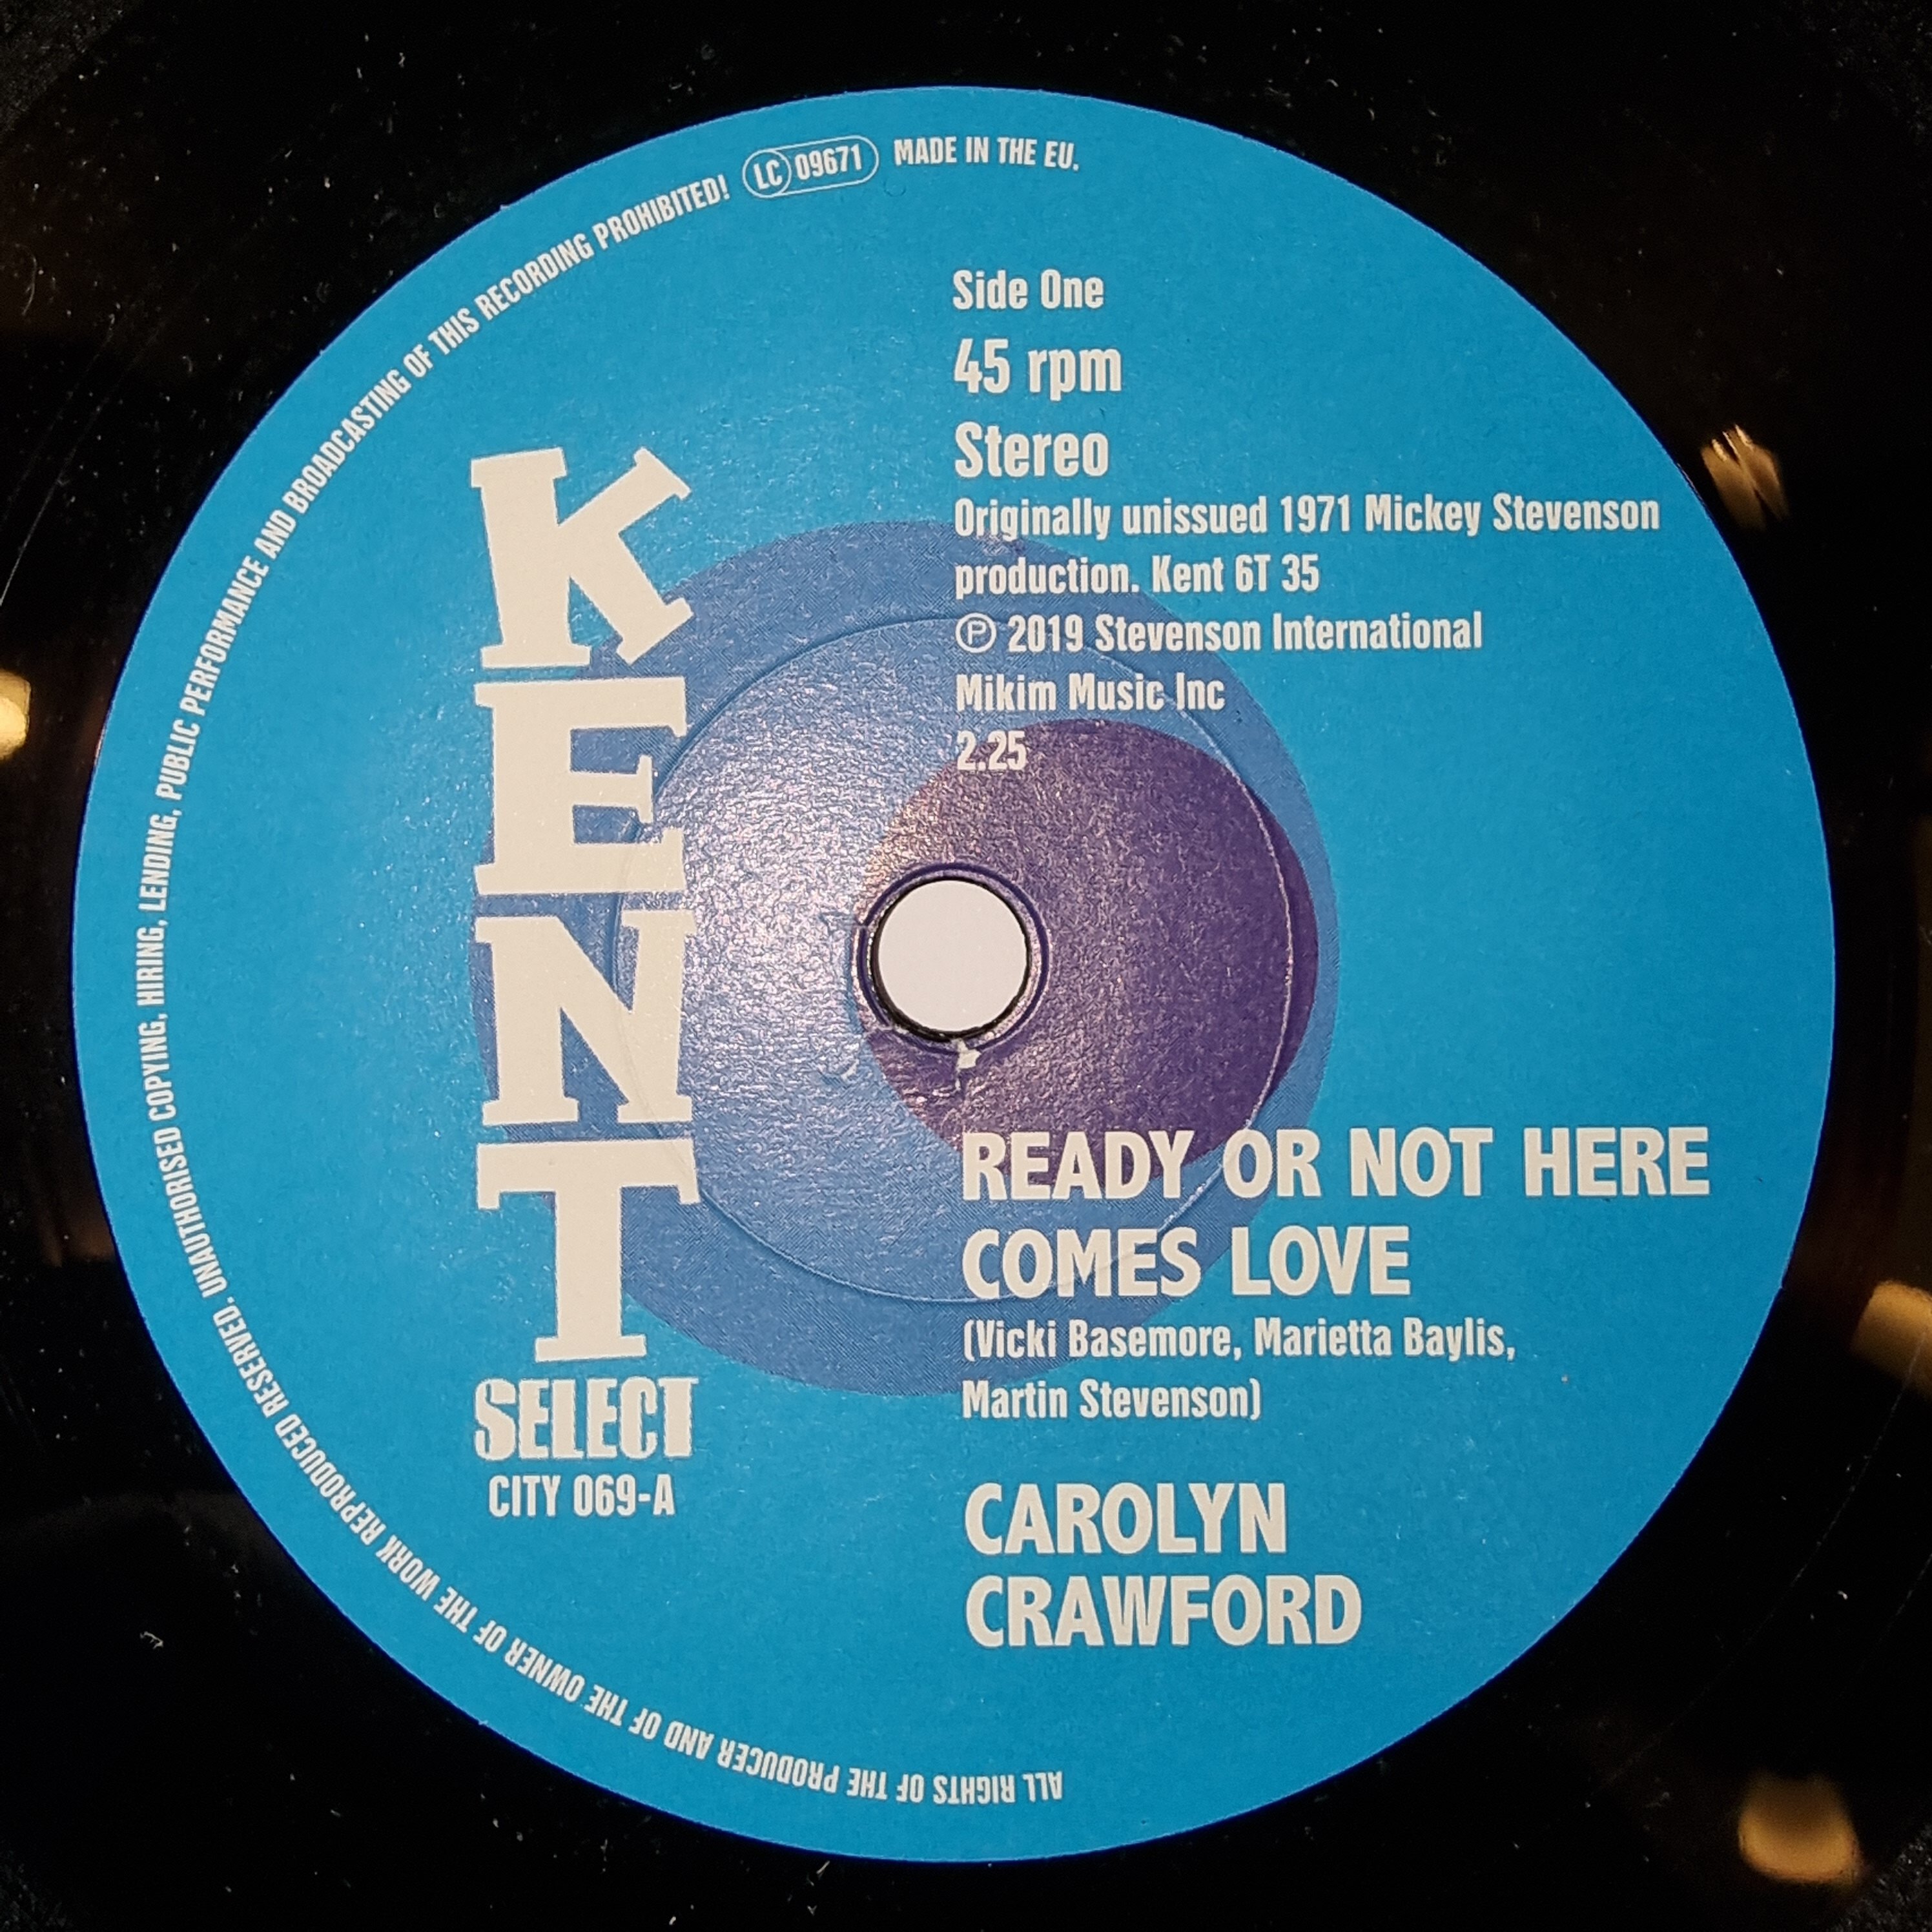 ALL RIGHTS OF THE PRODUCER AND OF THE OWNER OF THE WORK REPRODUCED RESERVED. UNAUTHORISED COPYING, HIRING, LENDING, PUBLIC PERFORMANCE AND BROADCASTING OF THIS RECORDING PROHIBITED! LC 09671 MADE IN THE EU.
Side One
45 rpm
Stereo
Originally unissued 1971 Mickey Stevenson
production. Kent 6T 35
℗ 2019 Stevenson International
Mikim Music Inc
2.25
KENT
SELECT
CITY 069-A
READY OR NOT HERE
COMES LOVE
(Vicki Basemore, Marietta Baylis,
Martin Stevenson)
CAROLYN
CRAWFORD